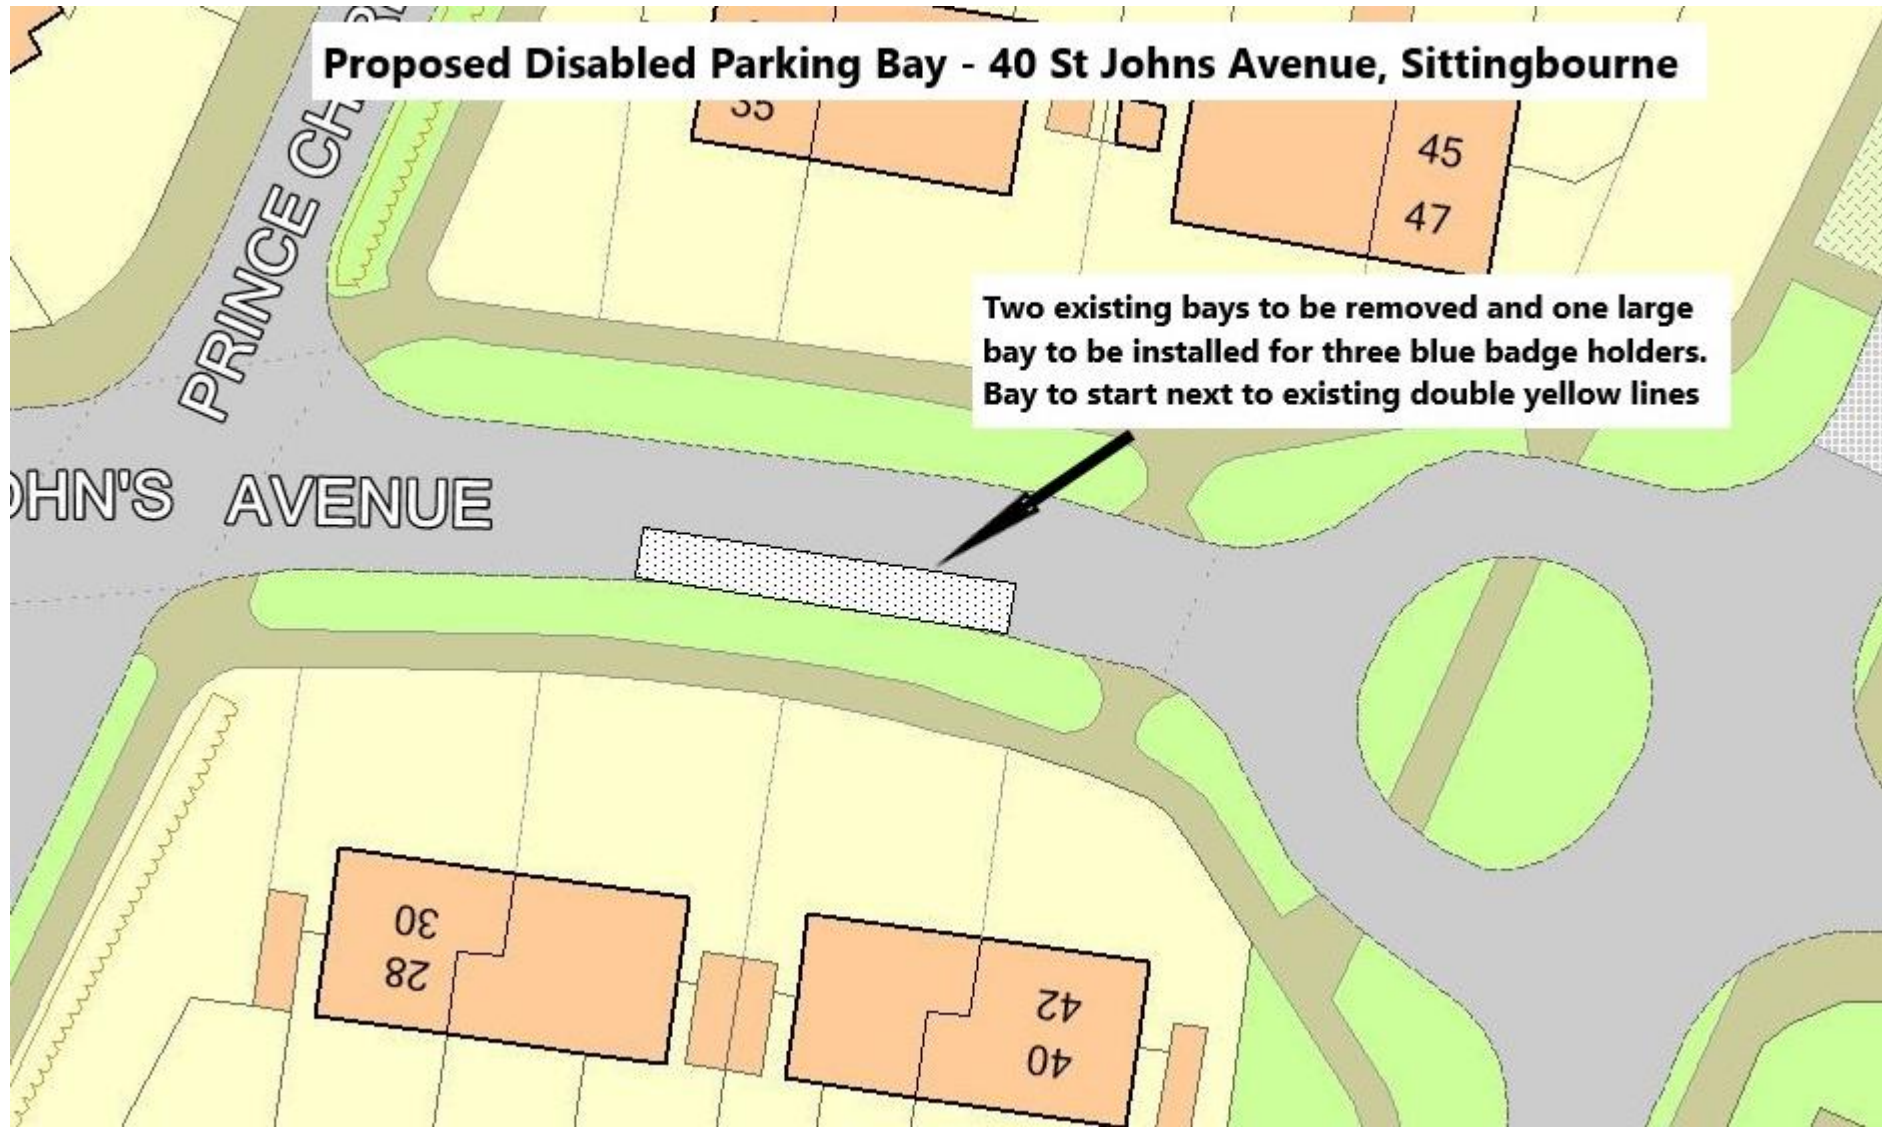 Proposed Disabled Parking Bay - 40 St Johns Avenue, Sittingbourne
35
45
47
Two existing bays to be removed and one large
bay to be installed for three blue badge holders.
Bay to start next to existing double yellow lines
PRINCE
AVENUE
30
28
42
40